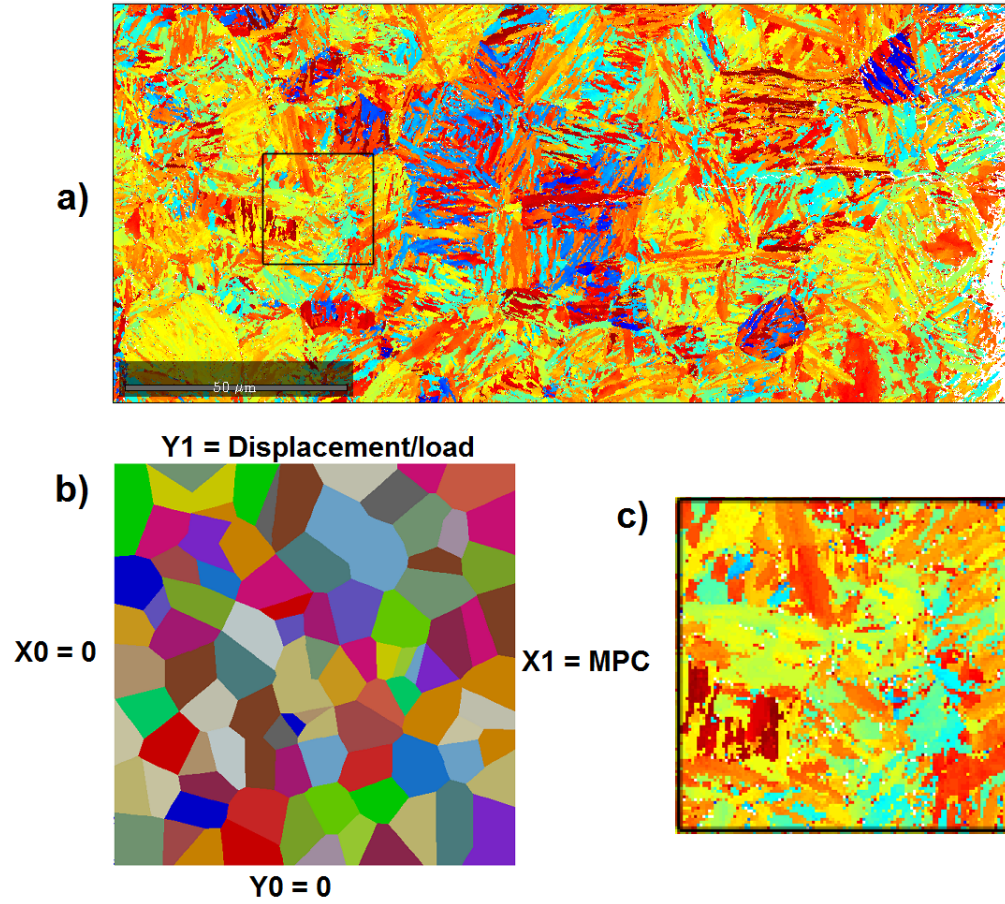 a)
50 μm
Y1 = Displacement/load
b)
c)
X0 = 0
X1 = MPC
Y0 = 0